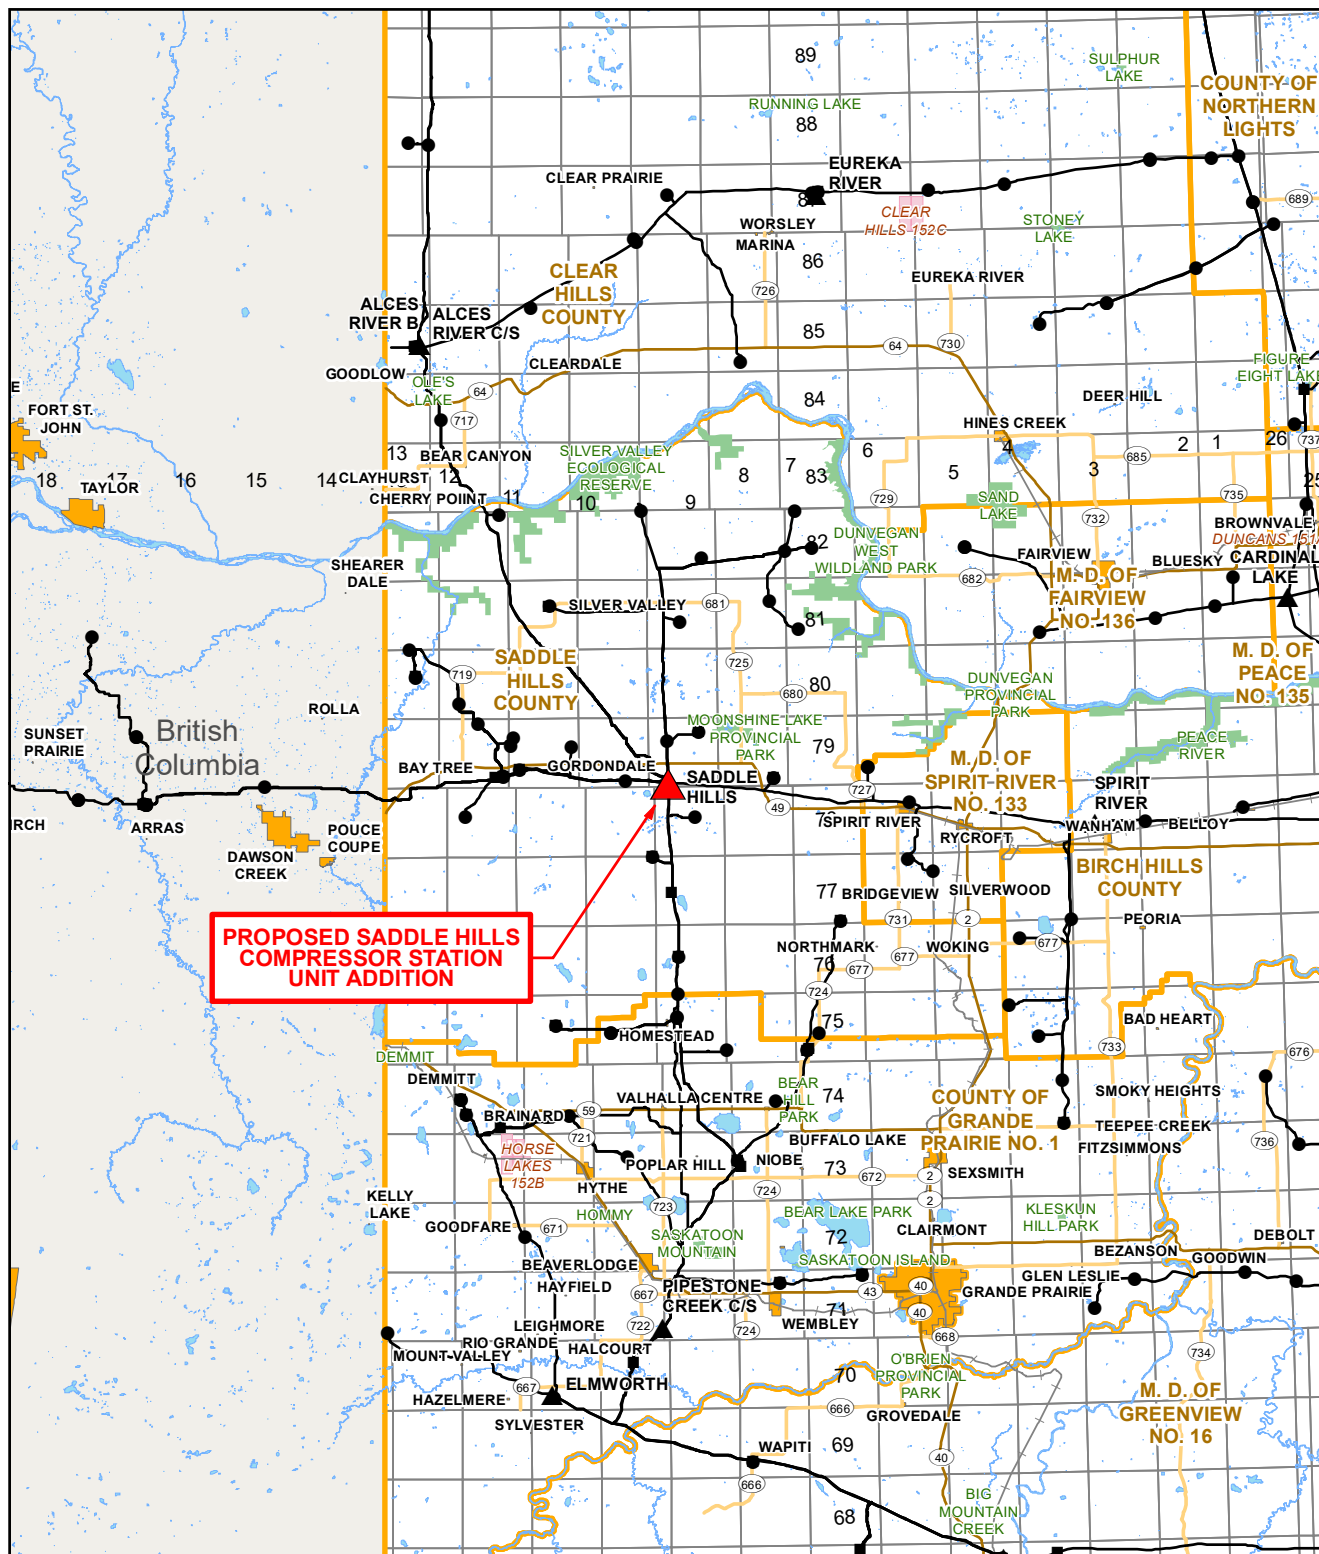 89
SULPHUR
LAKE
COUNTY OF
NORTHERN
LIGHTS
RUNNING LAKE
88
EUREKA
RIVER
CLEAR PRAIRIE
689
CLEAR
HILLS 152C
STONEY
LAKE
WORSLEY
MARINA
86
CLEAR
HILLS
COUNTY
EUREKA RIVER
726
ALCES
RIVER B
ALCES
RIVER C/S
85
64
730
CLEARDALE
FIGURE
EIGHT LAKE
GOODLOW
OLE'S
LAKE
64
E
84
DEER HILL
FORT ST.
JOHN
717
HINES CREEK
13
BEAR CANYON
SILVER VALLEY
ECOLOGICAL
RESERVE
6
4
2
1
26
737
685
18
17
16
15
14
CLAYHURST
12
8
7
83
5
3
TAYLOR
CHERRY POIINT
11
10
9
729
SAND
LAKE
735
25
732
BROWNVALE
DUNCANS 151A
82
DUNVEGAN
WEST
WILDLAND PARK
FAIRVIEW
BLUESKY
CARDINAL
LAKE
SHEARER
DALE
682
M. D. OF
FAIRVIEW
NO. 136
SILVER VALLEY
681
81
SADDLE
HILLS
COUNTY
719
725
M. D. OF
PEACE
NO. 135
680
80
DUNVEGAN
PROVINCIAL
PARK
ROLLA
British
Columbia
SUNSET
PRAIRIE
MOONSHINE LAKE
PROVINCIAL
PARK
79
PEACE
RIVER
BAY TREE
GORDONDALE
M. D. OF
SPIRIT RIVER
NO. 133
SADDLE
HILLS
727
SPIRIT
RIVER
49
SPIRIT RIVER
IRCH
ARRAS
POUCE
COUPE
WANHAM
BELLOY
RYCROFT
DAWSON
CREEK
BIRCH HILLS
COUNTY
77
BRIDGEVIEW
SILVERWOOD
PROPOSED SADDLE HILLS
COMPRESSOR STATION
UNIT ADDITION
731
2
PEORIA
NORTHMARK
WOKING
677
677
677
76
724
75
BAD HEART
HOMESTEAD
733
676
DEMMIT
DEMMITT
BEAR
HILL
PARK
74
SMOKY HEIGHTS
VALHALLA CENTRE
COUNTY OF
GRANDE
PRAIRIE NO. 1
BRAINARD
59
TEEPEE CREEK
721
BUFFALO LAKE
FITZSIMMONS
736
HORSE
LAKES
152B
POPLAR HILL
NIOBE
73
672
2
SEXSMITH
HYTHE
KELLY
LAKE
724
2
723
HOMMY
BEAR LAKE PARK
KLESKUN
HILL PARK
GOODFARE
671
SASKATOON
MOUNTAIN
72
CLAIRMONT
DEBOLT
BEZANSON
GOODWIN
BEAVERLODGE
SASKATOON ISLAND
HAYFIELD
PIPESTONE
CREEK C/S
GLEN LESLIE
GRANDE PRAIRIE
667
43
40
40
71
LEIGHMORE
722
724
WEMBLEY
668
RIO GRANDE
HALCOURT
MOUNT VALLEY
O'BRIEN
PROVINCIAL
PARK
734
667
ELMWORTH
70
HAZELMERE
666
M. D. OF
GREENVIEW
NO. 16
SYLVESTER
GROVEDALE
WAPITI
69
40
666
BIG
MOUNTAIN
CREEK
68